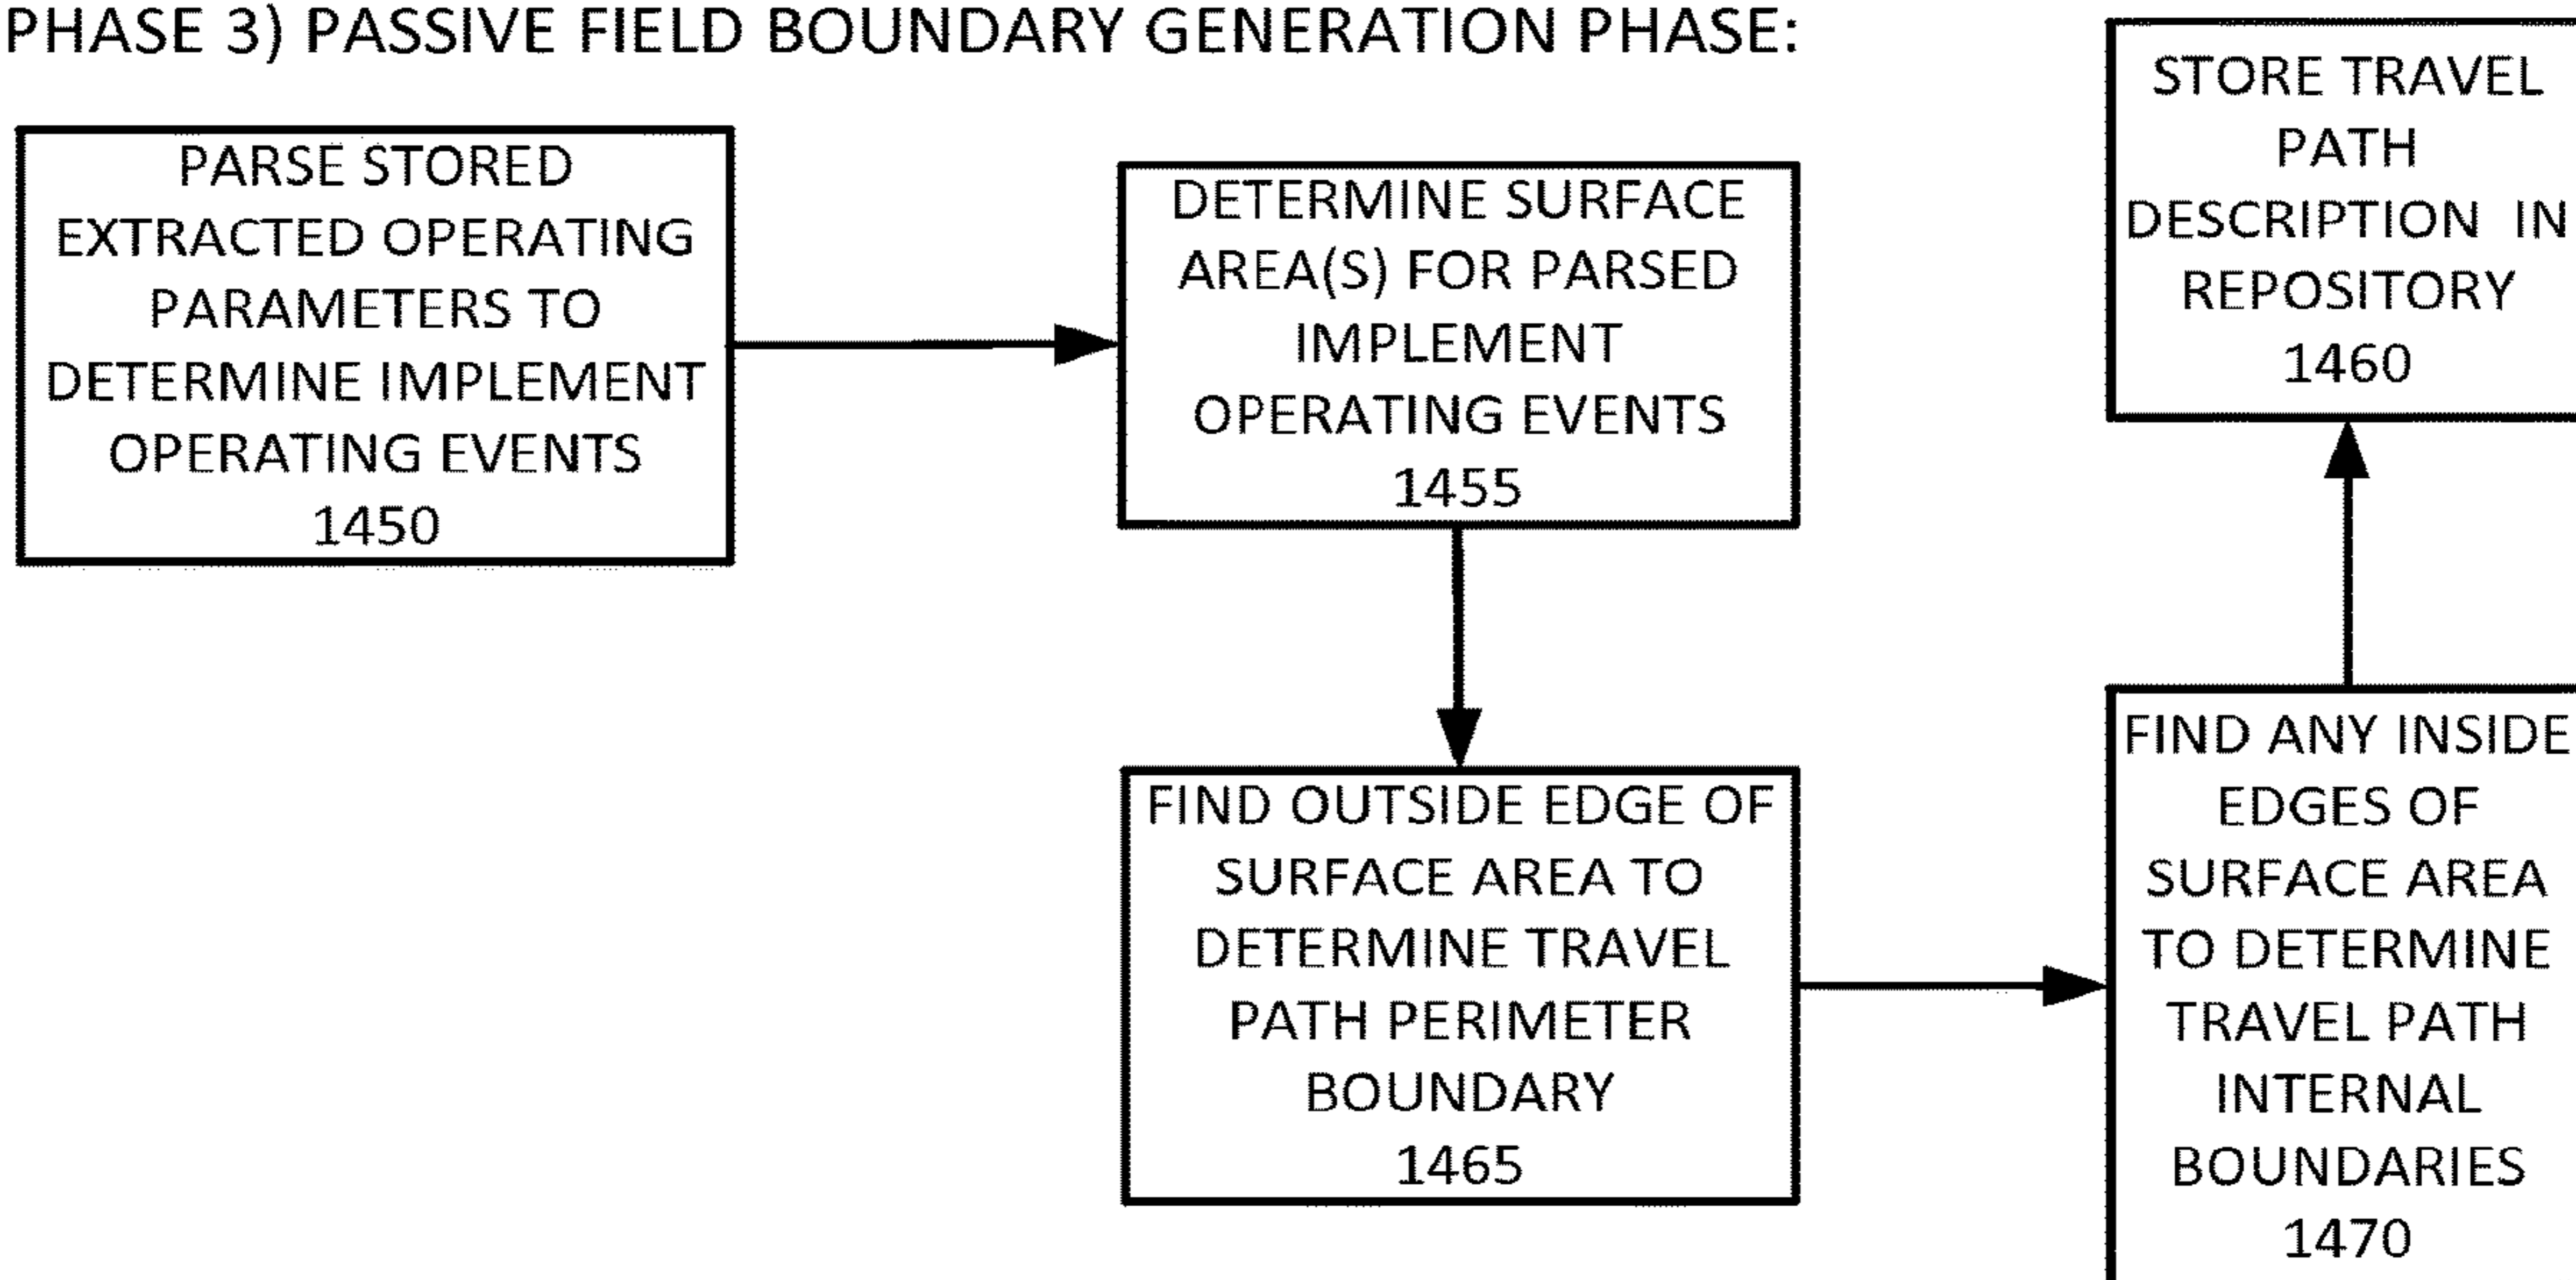 PHASE 3) PASSIVE FIELD BOUNDARY GENERATION PHASE:
PARSE STORED
EXTRACTED OPERATING
PARAMETERS TO
DETERMINE IMPLEMENT
OPERATING EVENTS
1450
DETERMINE SURFACE
AREA(S) FOR PARSED
IMPLEMENT
OPERATING EVENTS
1455
FIND OUTSIDE EDGE OF
SURFACE AREA TO
DETERMINE TRAVEL
PATH PERIMETER
BOUNDARY
1465
FIND ANY INSIDE
EDGES OF
SURFACE AREA
TO DETERMINE
TRAVEL PATH
INTERNAL
BOUNDARIES
1470
STORE TRAVEL
PATH
DESCRIPTION IN
REPOSITORY
1460